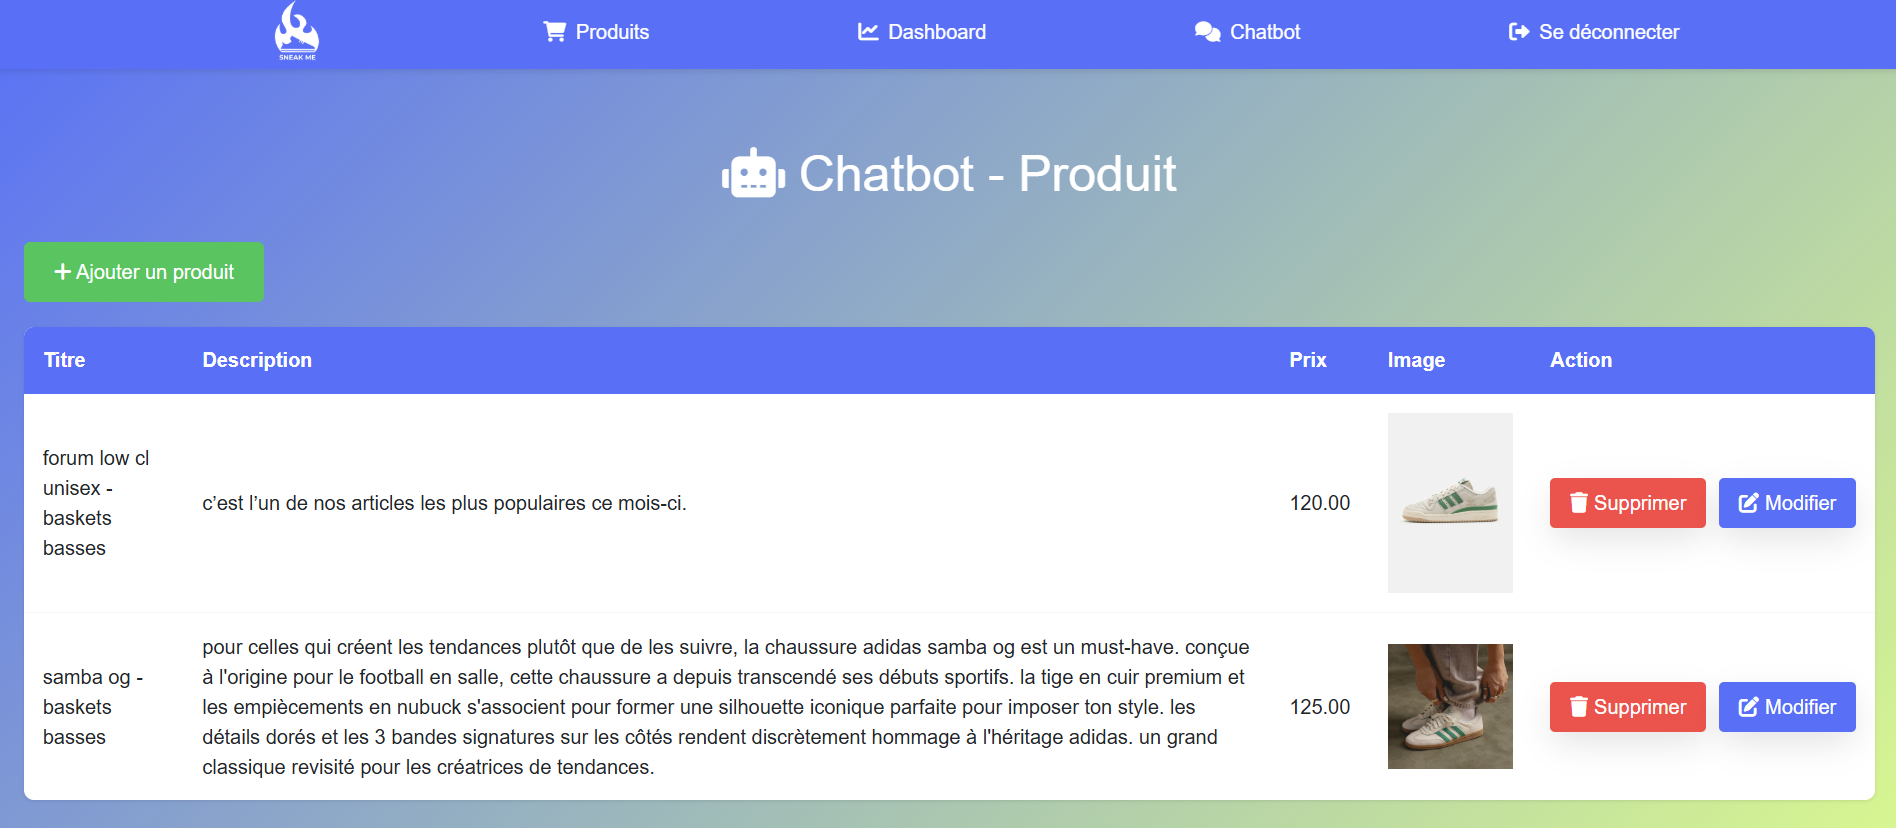 SNEAK ME
Produits
Dashboard
Chatbot
Se déconnecter
Chatbot - Produit
+ Ajouter un produit
Titre Description Prix Image Action
forum low cl
unisex -
baskets
basses
c’est l’un de nos articles les plus populaires ce mois-ci.
120.00
Supprimer
Modifier
samba og -
baskets
basses
pour celles qui créent les tendances plutôt que de les suivre, la chaussure adidas samba og est un must-have. conçue
à l'origine pour le football en salle, cette chaussure a depuis transcendé ses débuts sportifs. la tige en cuir premium et
les empiècements en nubuck s'associent pour former une silhouette iconique parfaite pour imposer ton style. les
détails dorés et les 3 bandes signatures sur les côtés rendent discrètement hommage à l'héritage adidas. un grand
classique revisité pour les créatrices de tendances.
125.00
Supprimer
Modifier